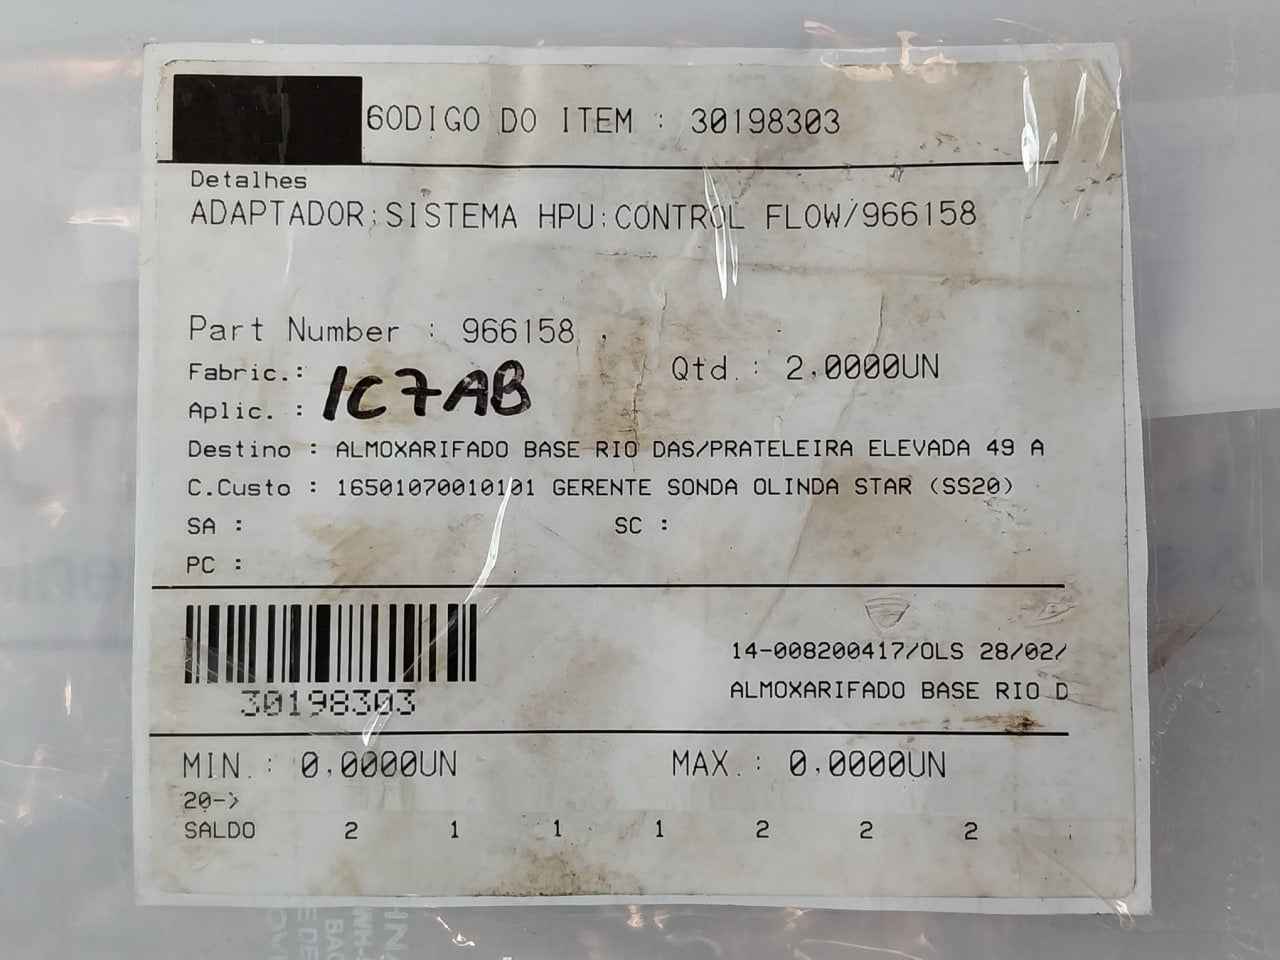 CODIGO DO ITEM : 30198303
Detalhes
ADAPTADOR;SISTEMA HPU:CONTROL FLOW/966158
Part Number : 966158
Fabric.:
Qtd.: 2,0000UN
Aplic. : 1C7AB
Destino : ALMOXARIFADO BASE RIO DAS/PRATELEIRA ELEVADA 49 A
C.Custo : 16501070010101 GERENTE SONDA OLINDA STAR (SS20)
SA : SC :
PC :
14-008200417/OLS 28/02/
30198303
ALMOXARIFADO BASE RIO D
MIN.: 0,0000UN MAX.: 0,0000UN
20->
SALDO 2 1 1 1 2 2 2